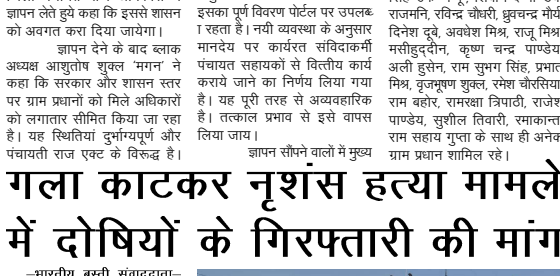 ज्ञापन लेते हुये कहा कि इससे शासन
को अवगत करा दिया जायेगा।
ज्ञापन देने के बाद ब्लाक
अध्यक्ष आशुतोष शुक्ल 'मगन' ने
कहा कि सरकार और शासन स्तर
पर ग्राम प्रधानों को मिले अधिकारों
को लगातार सीमित किया जा रहा
है। यह स्थितियां दुर्भाग्यपूर्ण और
पंचायती राज एक्ट के विरूद्ध है।
इसका पूर्ण विवरण पोर्टल पर उपलब्ध
रहता है। नयी व्यवस्था के अनुसार
मानदेय पर कार्यरत संविदाकर्मी
पंचायत सहायकों से वित्तीय कार्य
कराये जाने का निर्णय लिया गया
है। यह पूरी तरह से अव्यवहारिक
है। तत्काल प्रभाव से इसे वापस
लिया जाय।
ज्ञापन सौंपने वालों में मुख्य
राजमनि, रविन्द्र चौधरी, ध्रुवचन्द्र मौर्य
दिनेश दूबे, अवधेश मिश्र, राजू मिश्र
मसीहुद्दीन, कृष्ण चन्द्र पाण्डेय
अली हुसेन, राम सुभग सिंह, प्रभात
मिश्र, वृजभूषण शुक्ल, रमेश चौरसिया
राम बहोर, रामरक्षा त्रिपाठी, राजेश
पाण्डेय, सुशील तिवारी, रमाकान्त
राम सहाय गुप्ता के साथ ही अनेक
ग्राम प्रधान शामिल रहे।
गला काटकर नृशंस हत्या मामले
में दोषियों के गिरफ्तारी की मांग
–भारतीय बस्ती संवाददाता–